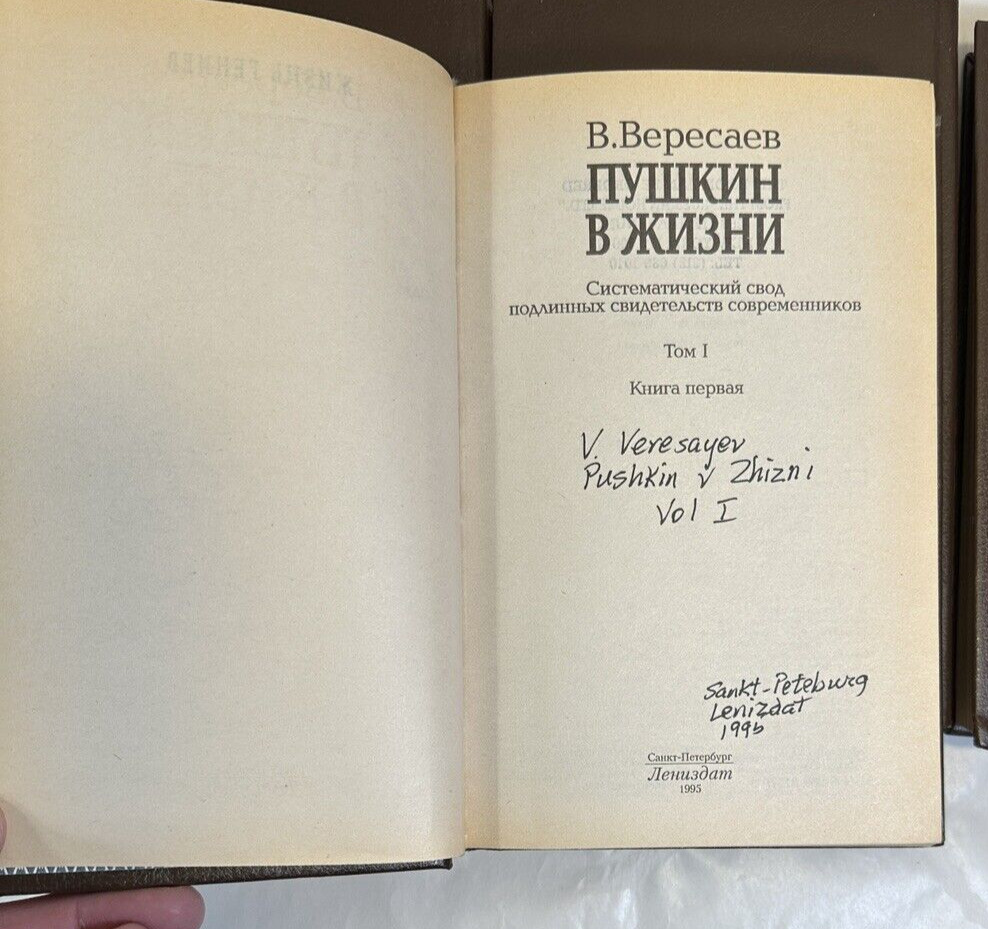 В.Вересаев
ПУШКИН
В ЖИЗНИ
Систематический свод
подлинных свидетельств современников
Том I
Книга первая
V. Veresayev
Pushkin v Zhizni
Vol I
Sankt-Peteburg
Lenizdat
1995
Санкт-Петербург
Лениздат
1995